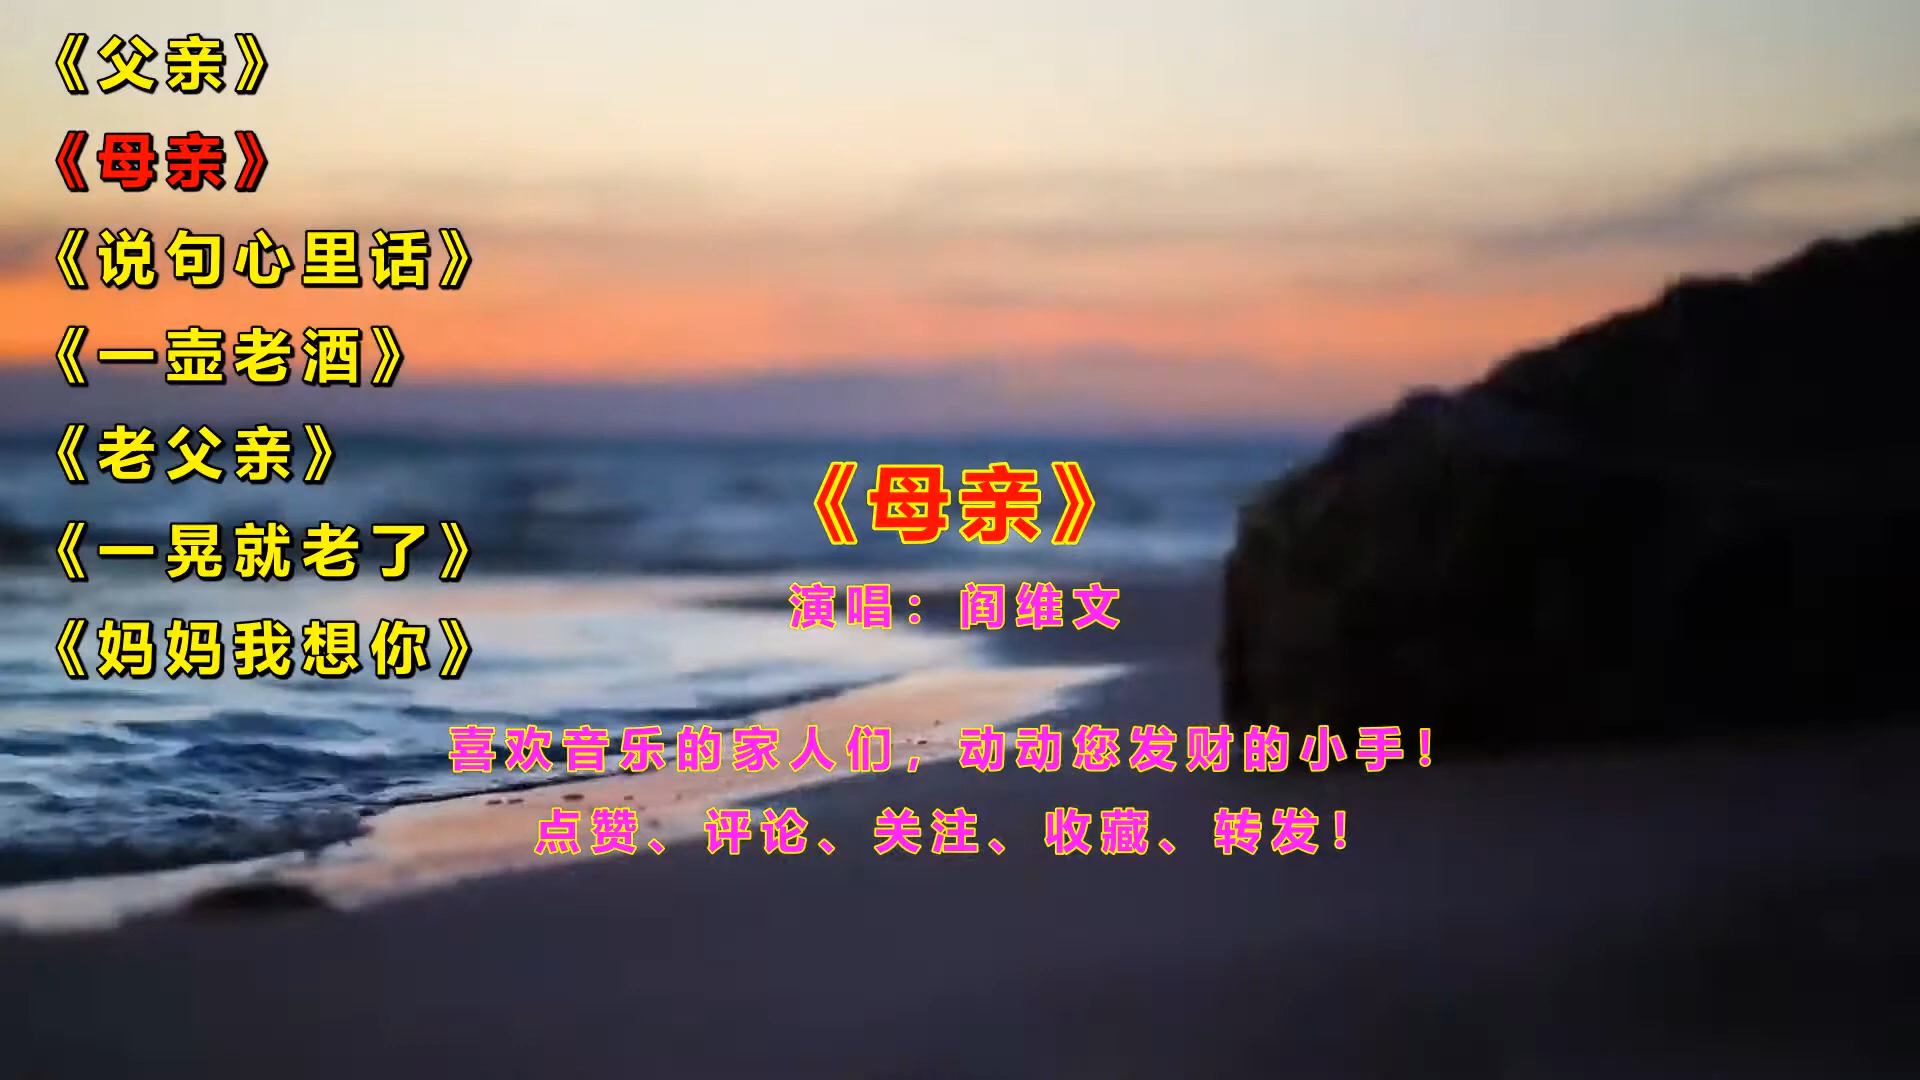 《父亲》
《母亲》
《说句心里话》
《一壶老酒》
《老父亲》
《一晃就老了》
《妈妈我想你》
《母亲》
演唱：阎维文
喜欢音乐的家人们，动动您发财的小手！
点赞、评论、关注、收藏、转发！